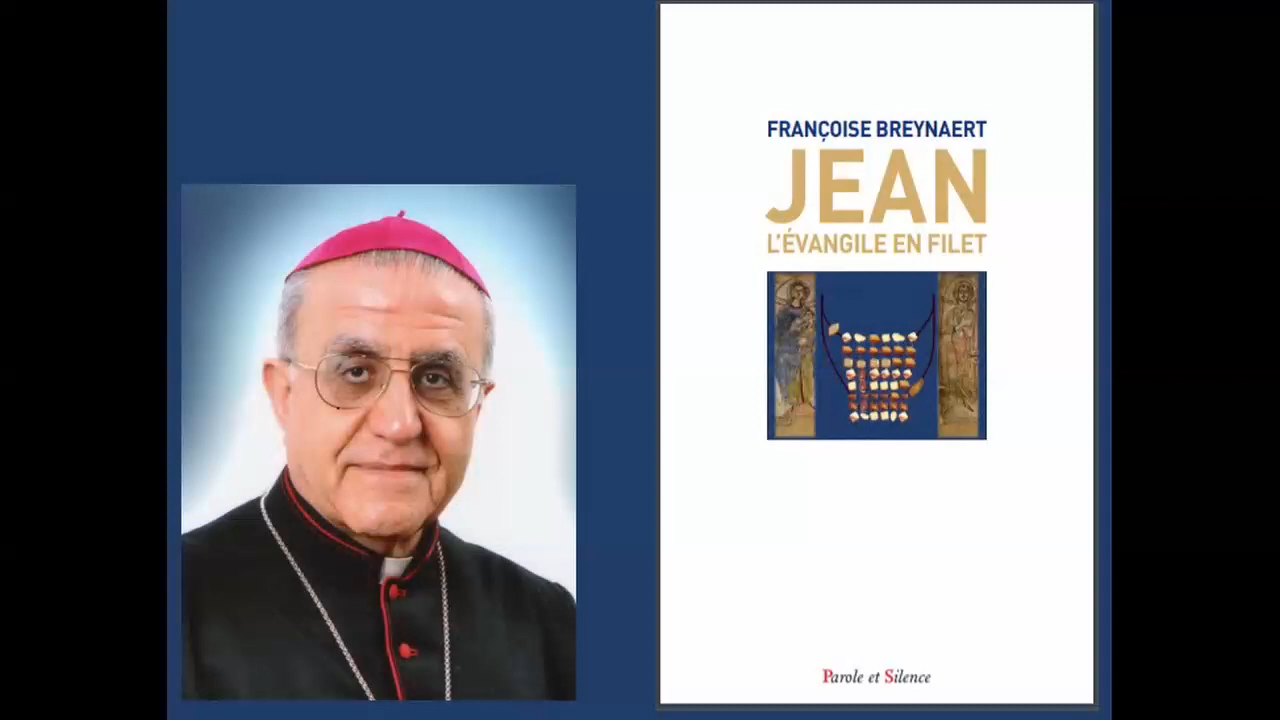 FRANÇOISE BREYNAERT
JEAN
L'ÉVANGILE EN FILET
Parole et Silence